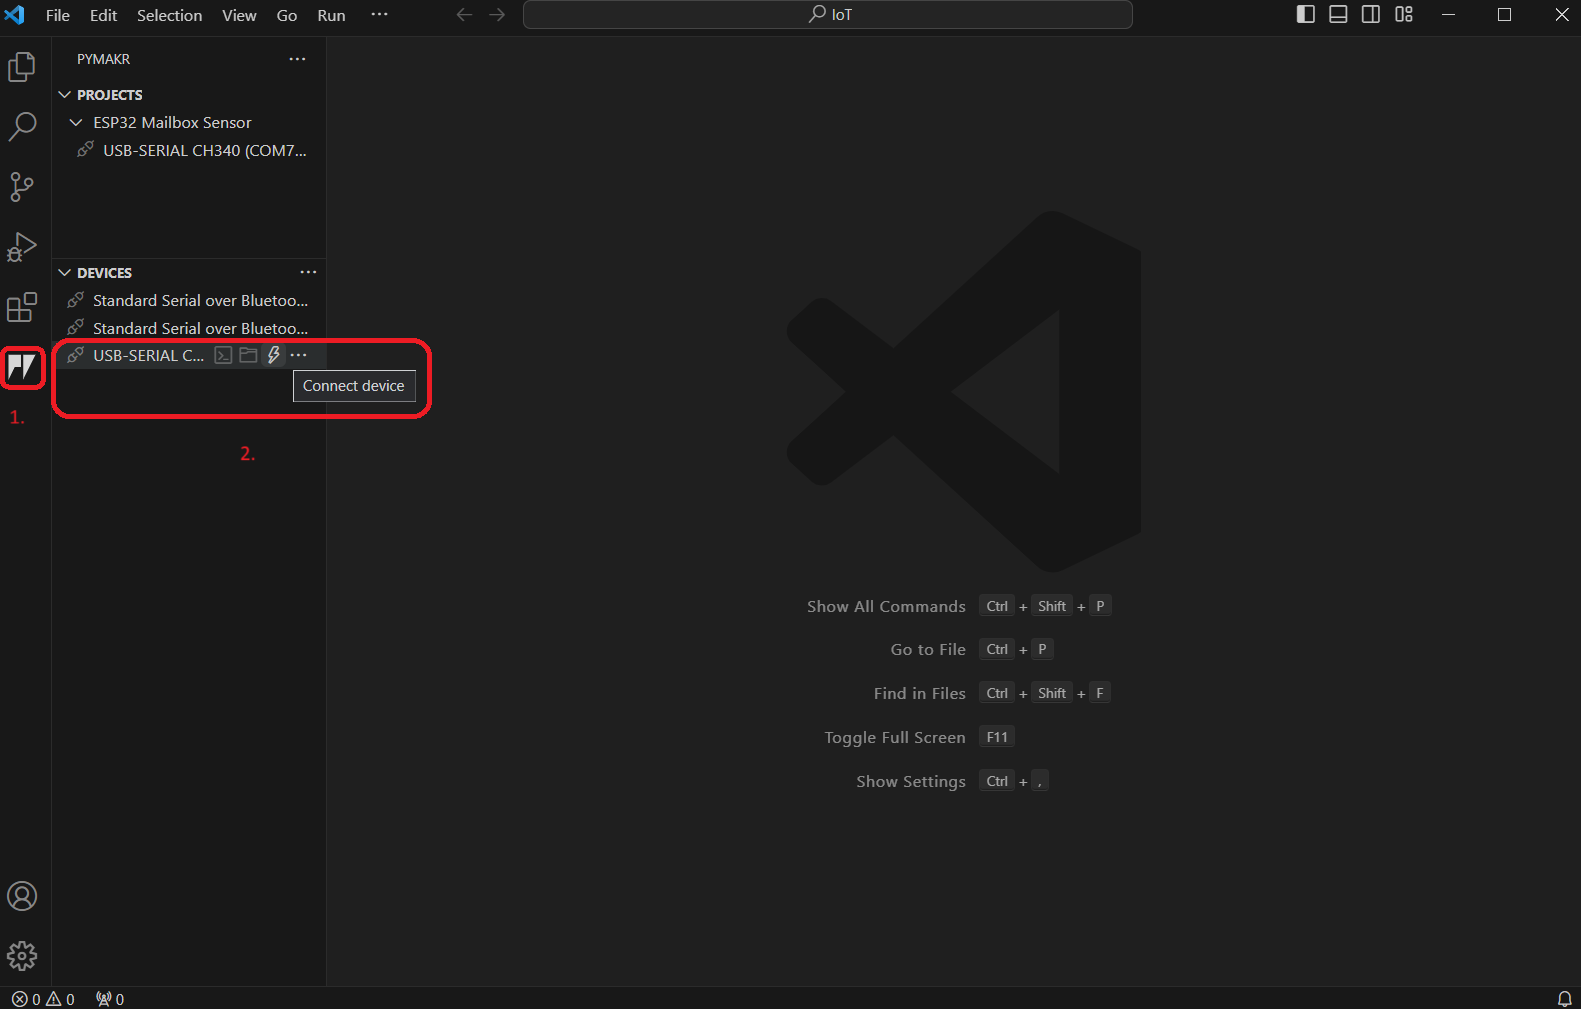 File Edit Selection View Go Run ···
IoT
PYMAKR ···
PROJECTS
ESP32 Mailbox Sensor
USB-SERIAL CH340 (COM7...
DEVICES ···
Standard Serial over Bluetoo...
Standard Serial over Bluetoo...
USB-SERIAL C... ···
Connect device
1.
2.
Show All Commands Ctrl + Shift + P
Go to File Ctrl + P
Find in Files Ctrl + Shift + F
Toggle Full Screen F11
Show Settings Ctrl + ,
0 0 0